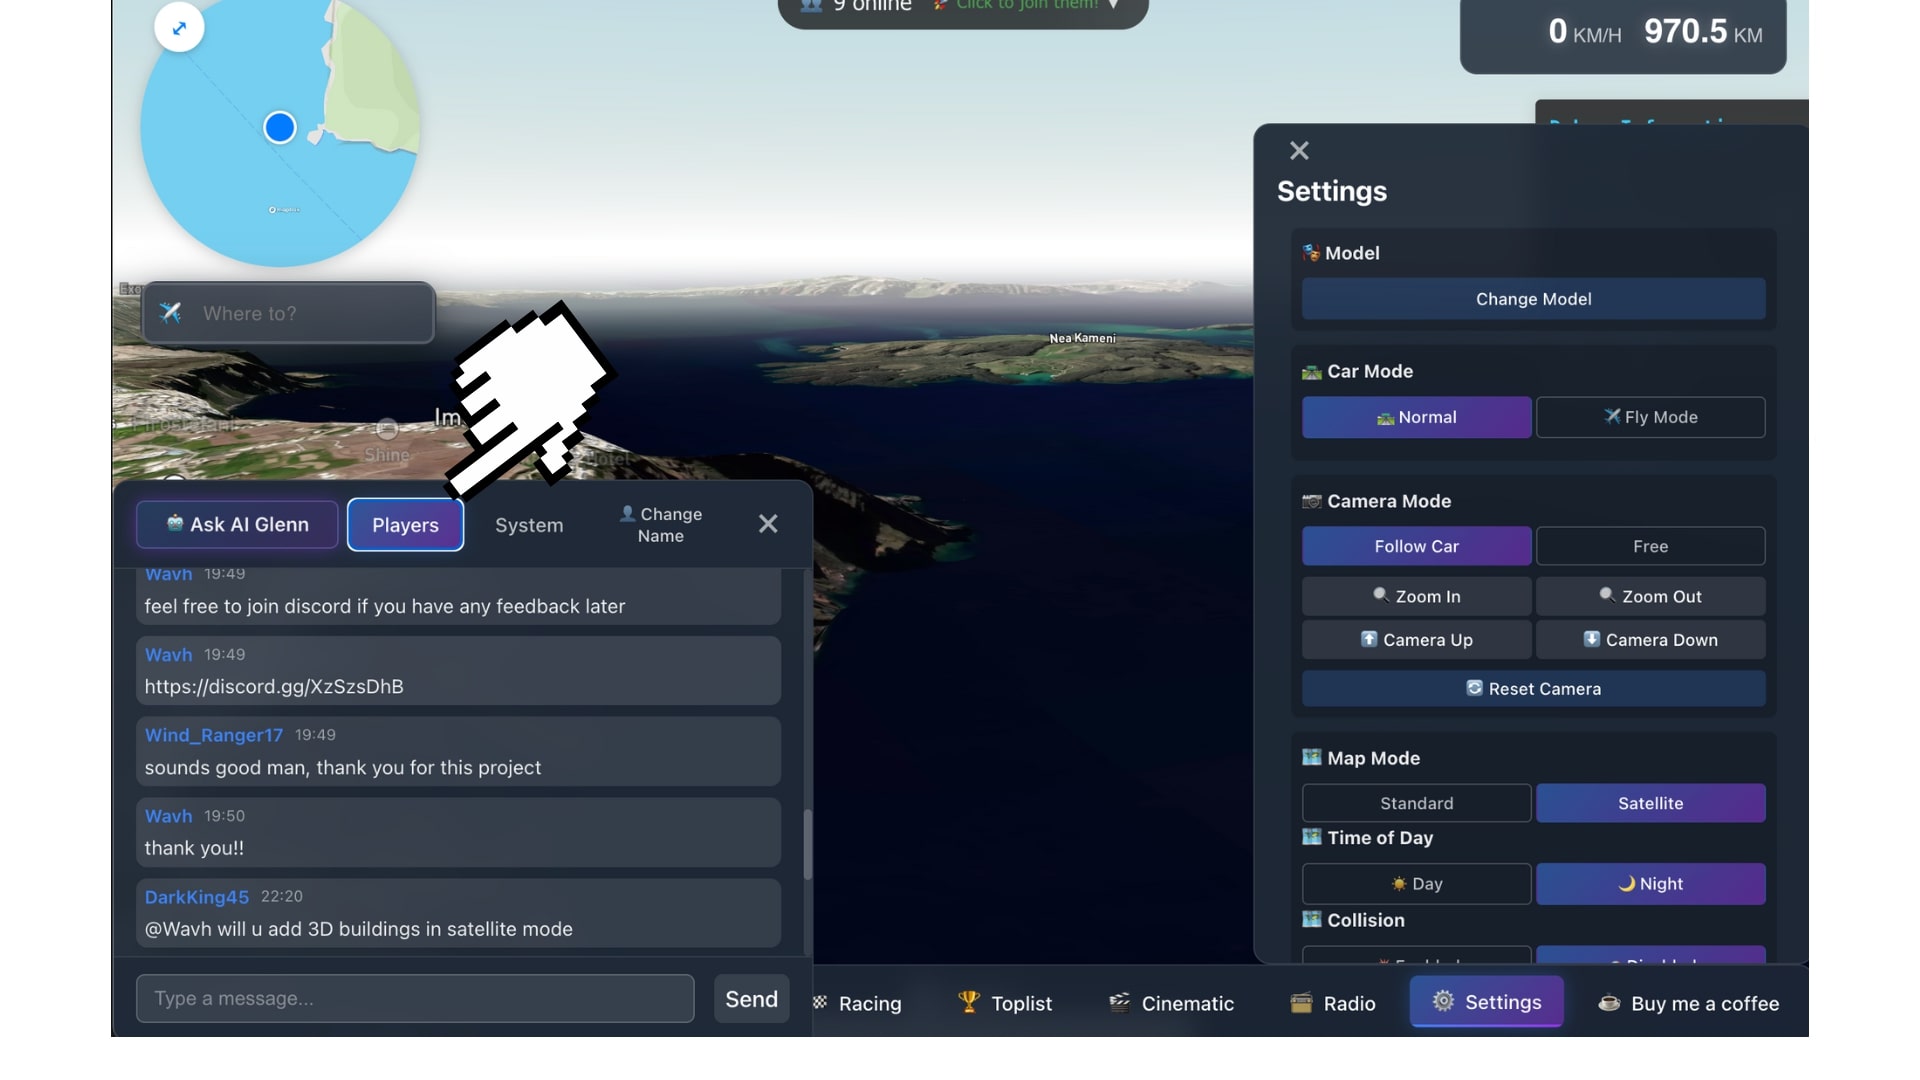 9 online 🚀 Click to join them! ▼
0 KM/H 970.5 KM
Where to?
Nea Kameni
Im
Shine
Hotel
🤖 Ask AI Glenn
Players
System
👤 Change
Name
✕
Wavh 19:49
feel free to join discord if you have any feedback later
Wavh 19:49
https://discord.gg/XzSzsDhB
Wind_Ranger17 19:49
sounds good man, thank you for this project
Wavh 19:50
thank you!!
DarkKing45 22:20
@Wavh will u add 3D buildings in satellite mode
Type a message...
Send
✕
Settings
Model
Change Model
Car Mode
Normal
Fly Mode
Camera Mode
Follow Car
Free
Zoom In
Zoom Out
Camera Up
Camera Down
Reset Camera
Map Mode
Standard
Satellite
Time of Day
Day
Night
Collision
Racing
Toplist
Cinematic
Radio
Settings
Buy me a coffee